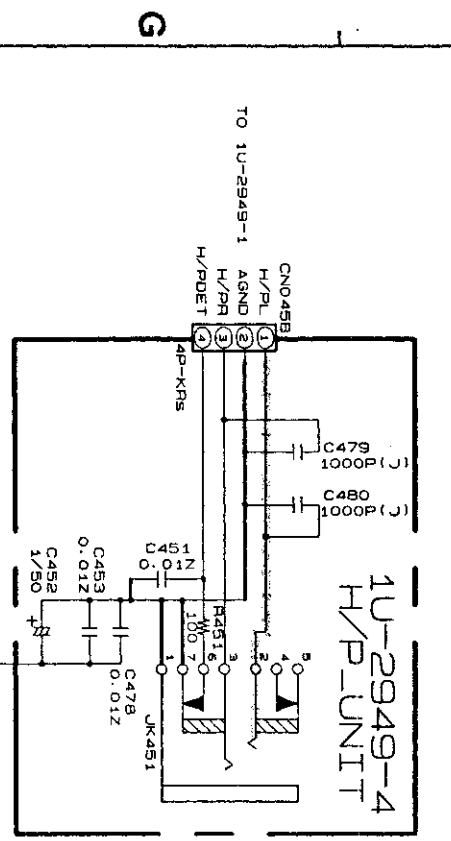 G
1U-2949-4
H/P_UNIT
TO 1U-2949-1
CN045B
H/PL
AGND
H/PR
H/PDET
1
2
3
4
4P-KRs
C479
1000P(J)
C480
1000P(J)
C451
0.01Z
R451
100
C453
0.01Z
C452
1/50
+
C478
0.01Z
5
4
2
3
6
7
1
JK451